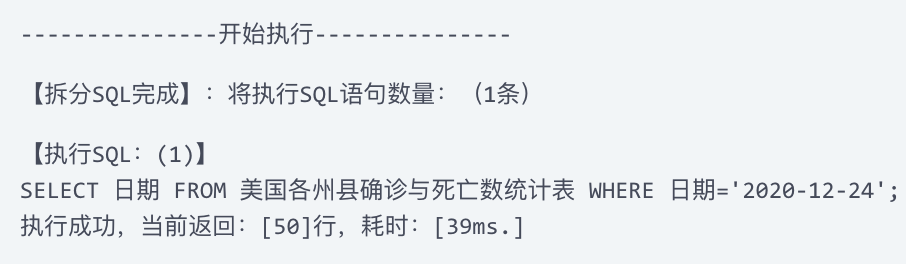 ---------------开始执行---------------
【拆分SQL完成】：将执行SQL语句数量：（1条）
【执行SQL：(1)】
SELECT 日期 FROM 美国各州县确诊与死亡数统计表 WHERE 日期='2020-12-24';
执行成功，当前返回：[50]行，耗时：[39ms.]